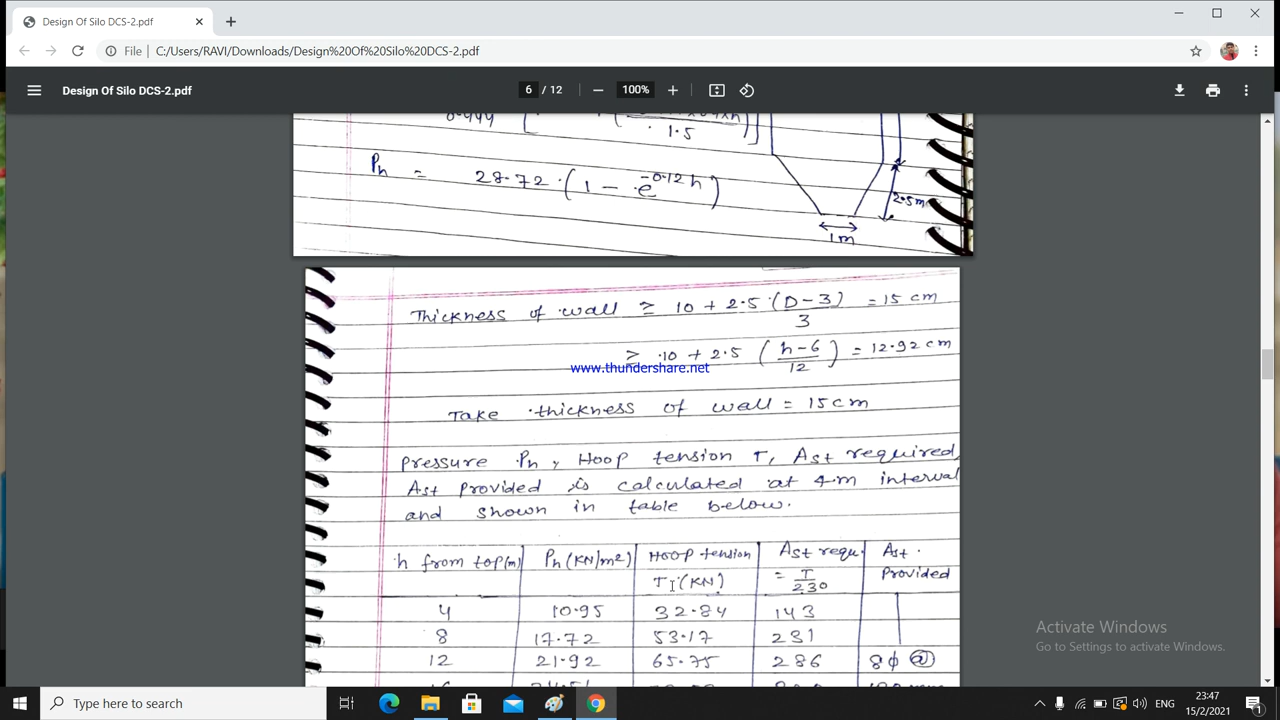 Design Of Silo DCS-2.pdf
File C:/Users/RAVI/Downloads/Design%20Of%20Silo%20DCS-2.pdf
Design Of Silo DCS-2.pdf
6 / 12
100%
0.444
1.5
Ph = 28.72 . (1 - e^-0.12h)
2.5m
1m
Thickness of wall ≥ 10 + 2.5 . (D-3)/3 = 15 cm
≥ 10 + 2.5 (h-6/12) = 12.92 cm
www.thundershare.net
Take thickness of wall = 15 cm
Pressure Ph, Hoop tension T, Ast required,
Ast Provided is calculated at 4 m interval
and shown in table below.
h from top(m) Ph (KN/m2) Hoop tension T (KN) Ast requ. = T/230 Ast Provided
4 10.95 32.84 143
8 17.72 53.17 231
12 21.92 65.75 286 8ϕ @
Activate Windows
Go to Settings to activate Windows.
Type here to search
ENG
23:47
15/2/2021
1